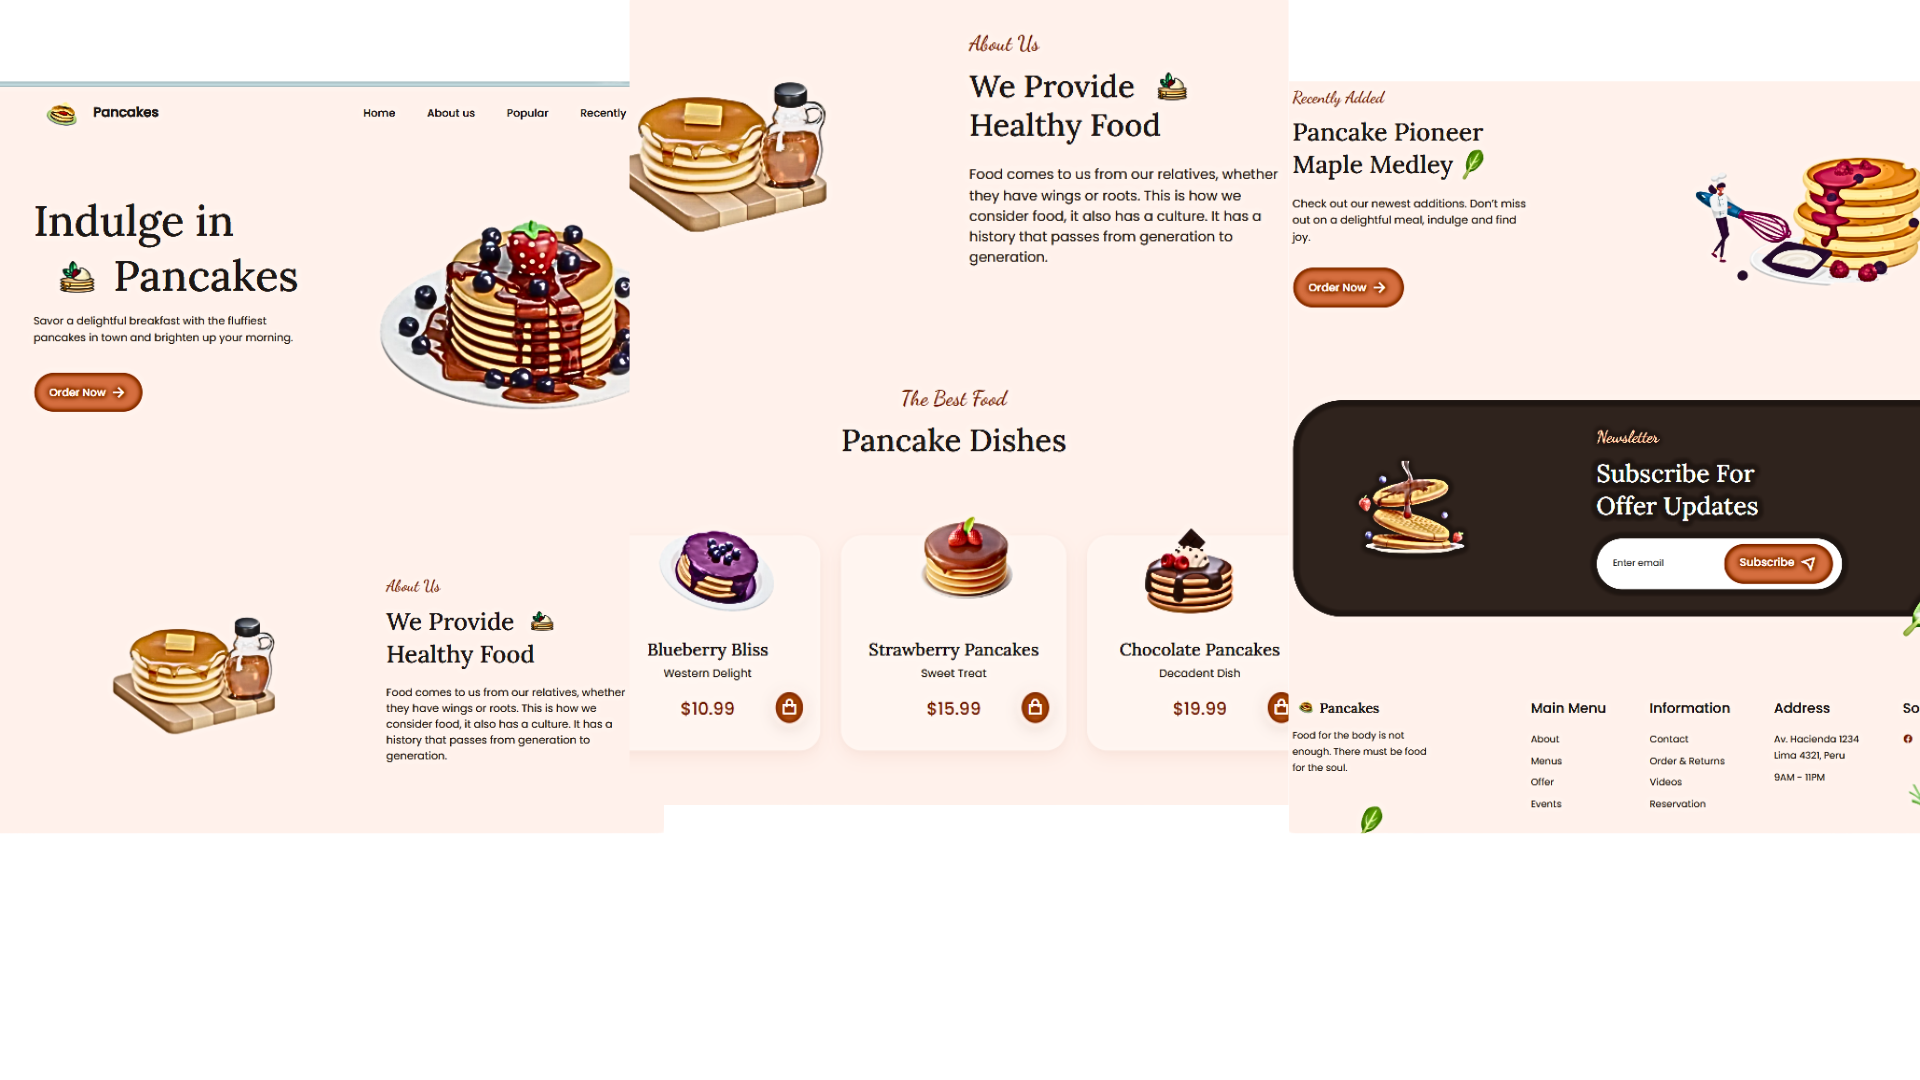 Pancakes
Home About us Popular Recently
Indulge in
Pancakes
Savor a delightful breakfast with the fluffiest
pancakes in town and brighten up your morning.
Order Now
About Us
We Provide
Healthy Food
Food comes to us from our relatives, whether
they have wings or roots. This is how we
consider food, it also has a culture. It has a
history that passes from generation to
generation.
About Us
We Provide
Healthy Food
Food comes to us from our relatives, whether
they have wings or roots. This is how we
consider food, it also has a culture. It has a
history that passes from generation to
generation.
The Best Food
Pancake Dishes
Blueberry Bliss
Western Delight
$10.99
Strawberry Pancakes
Sweet Treat
$15.99
Chocolate Pancakes
Decadent Dish
$19.99
Recently Added
Pancake Pioneer
Maple Medley
Check out our newest additions. Don't miss
out on a delightful meal, indulge and find
joy.
Order Now
Newsletter
Subscribe For
Offer Updates
Enter email
Subscribe
Pancakes
Food for the body is not
enough. There must be food
for the soul.
Main Menu
About
Menus
Offer
Events
Information
Contact
Order & Returns
Videos
Reservation
Address
Av. Hacienda 1234
Lima 4321, Peru
9AM - 11PM
So